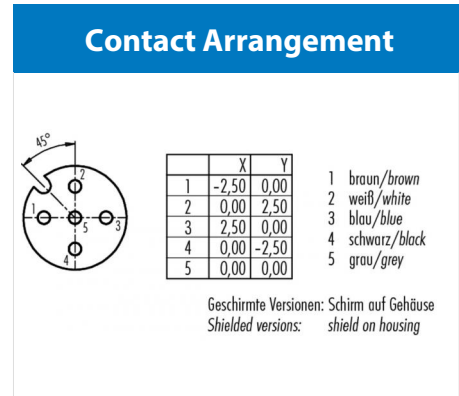 Contact Arrangement
45°
2
1
5
3
4
X Y
1 -2,50 0,00
2 0,00 2,50
3 2,50 0,00
4 0,00 -2,50
5 0,00 0,00
1 braun/brown
2 weiß/white
3 blau/blue
4 schwarz/black
5 grau/grey
Geschirmte Versionen: Schirm auf Gehäuse
Shielded versions: shield on housing